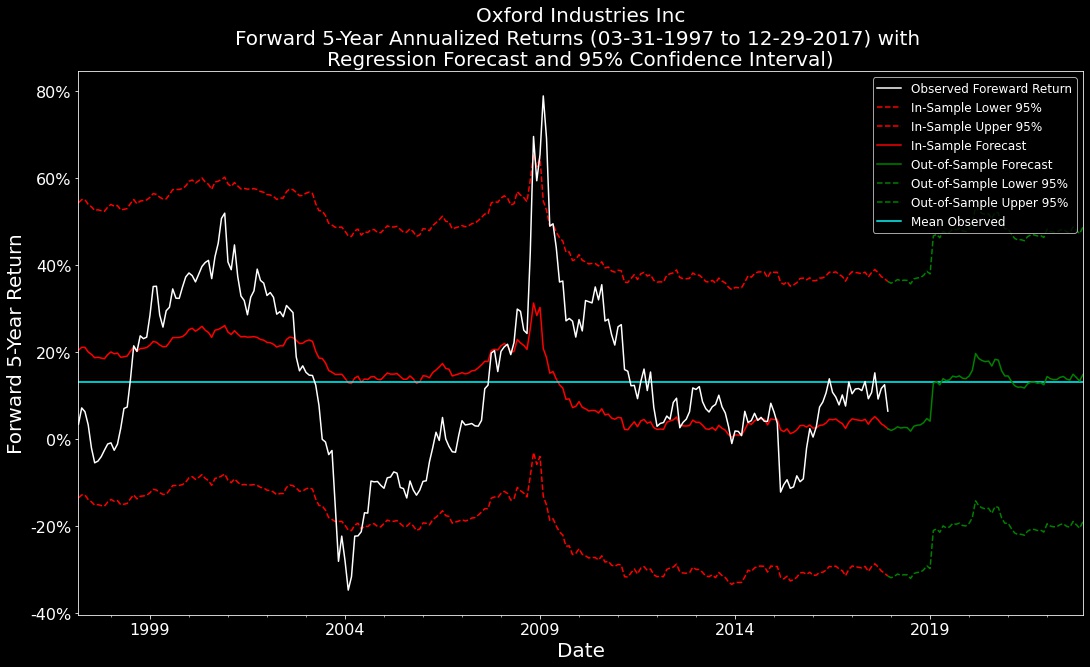 Oxford Industries Inc
Forward 5-Year Annualized Returns (03-31-1997 to 12-29-2017) with
Regression Forecast and 95% Confidence Interval)
Observed Foreward Return
In-Sample Lower 95%
In-Sample Upper 95%
In-Sample Forecast
Out-of-Sample Forecast
Out-of-Sample Lower 95%
Out-of-Sample Upper 95%
Mean Observed
Forward 5-Year Return
80%
60%
40%
20%
0%
-20%
-40%
1999
2004
2009
2014
2019
Date